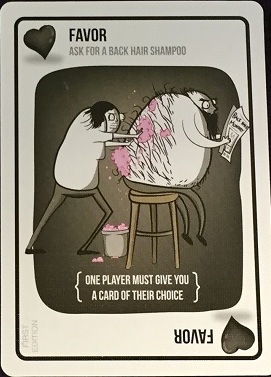 FAVOR
ASK FOR A BACK HAIR SHAMPOO
ONE PLAYER MUST GIVE YOU
A CARD OF THEIR CHOICE
FIRST
EDITION
FAVOR